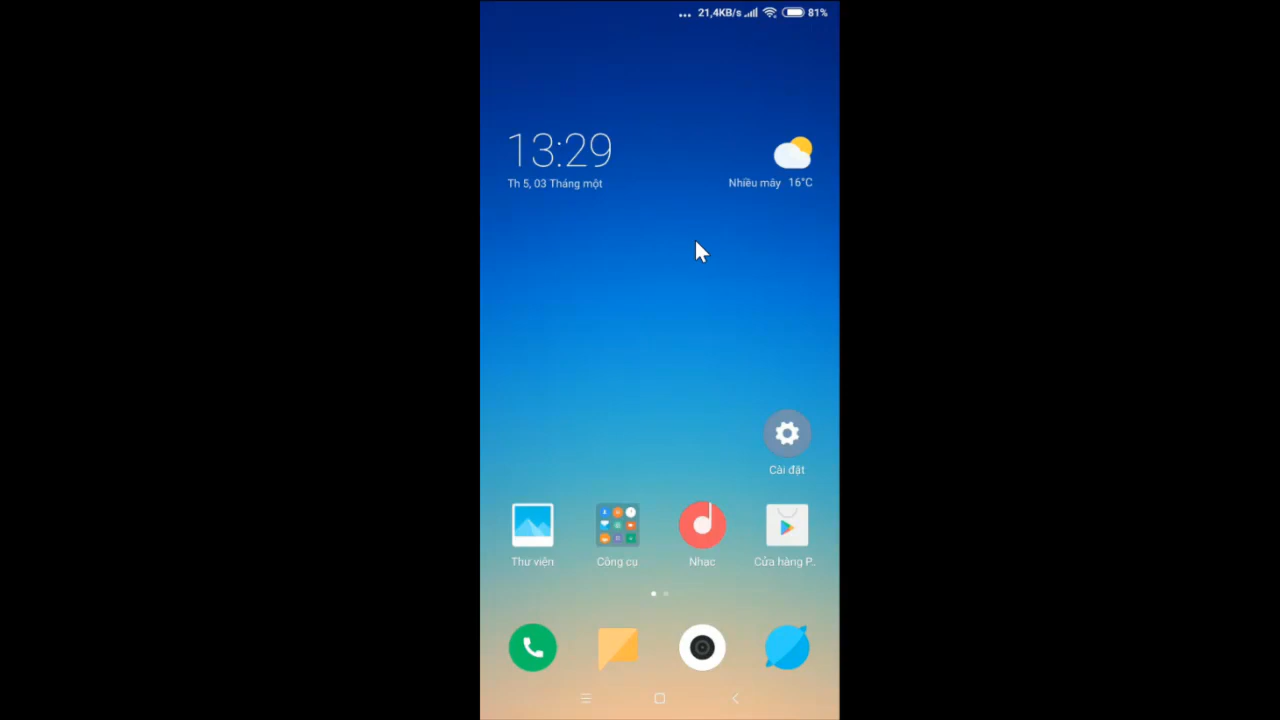 ... 21,4KB/s 81%
13:29
Th 5, 03 Tháng một
Nhiều mây 16°C
Cài đặt
Thư viện Công cụ Nhạc Cửa hàng P..